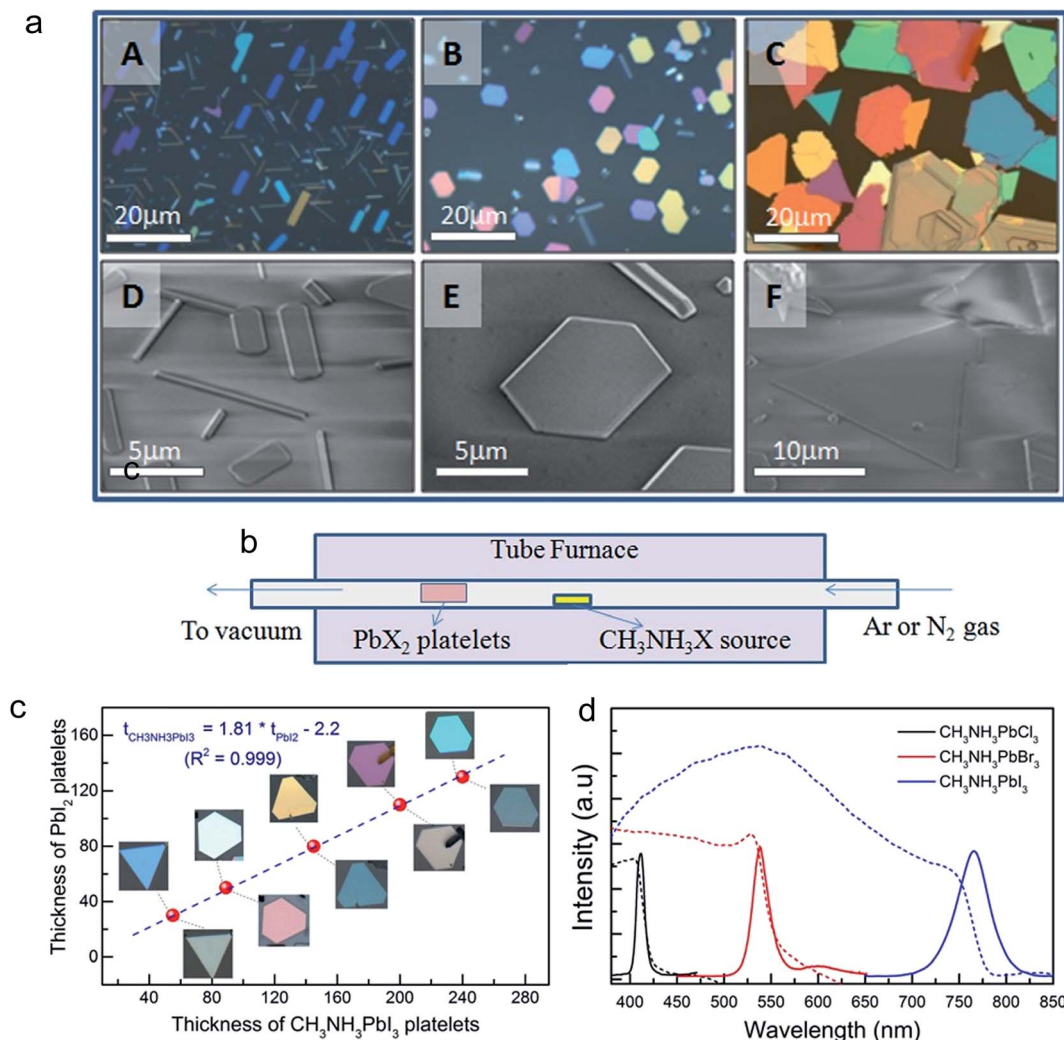 a
A
B
C
20μm
20μm
20μm
D
E
F
5μm
5μm
10μm
c
b
Tube Furnace
To vacuum
PbX₂ platelets
CH₃NH₃X source
Ar or N₂ gas
c
Thickness of PbI₂ platelets
160
120
80
40
0
t_CH3NH3PbI3 = 1.81 * t_PbI2 - 2.2
(R² = 0.999)
40 80 120 160 200 240 280
Thickness of CH₃NH₃PbI₃ platelets
d
Intensity (a.u)
CH₃NH₃PbCl₃
CH₃NH₃PbBr₃
CH₃NH₃PbI₃
400 450 500 550 600 650 700 750 800 850
Wavelength (nm)